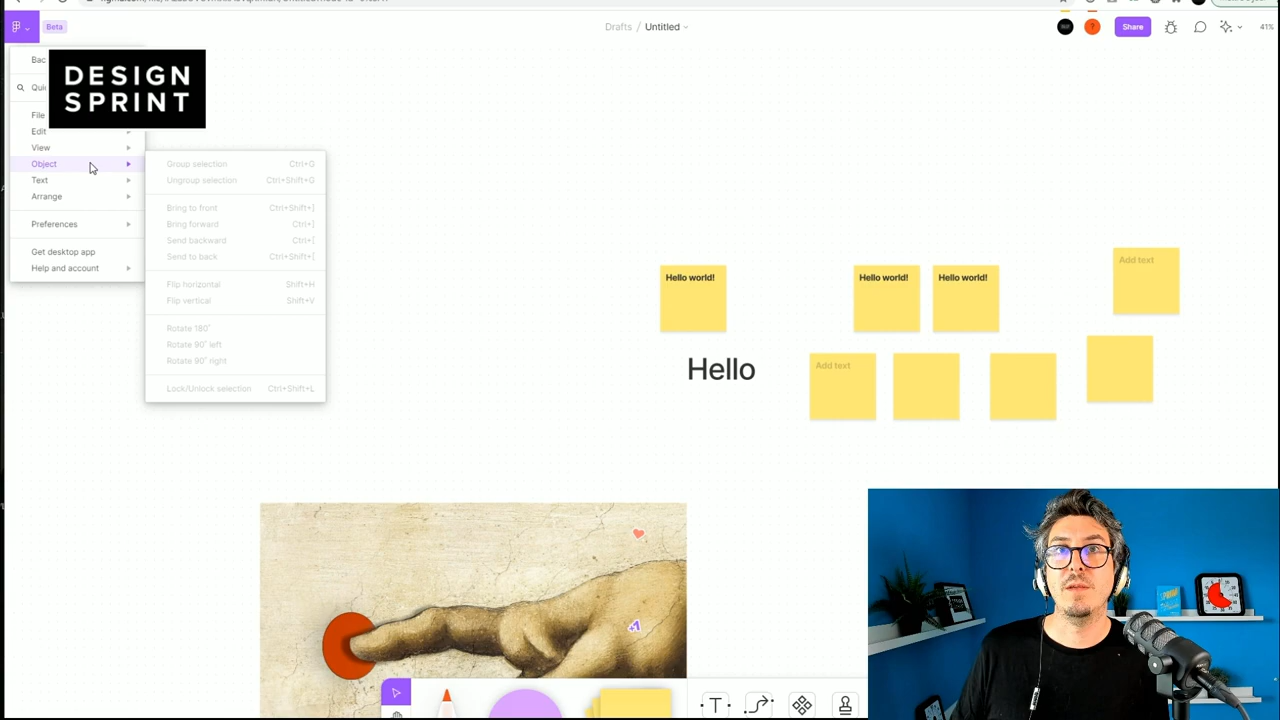 Beta
Drafts / Untitled
Share
41%
Bac
DESIGN
SPRINT
File
Edit
View
Object
Text
Arrange
Preferences
Get desktop app
Help and account
Group selection Ctrl+G
Ungroup selection Ctrl+Shift+G
Bring to front Ctrl+Shift+]
Bring forward Ctrl+]
Send backward Ctrl+[
Send to back Ctrl+Shift+[
Flip horizontal Shift+H
Flip vertical Shift+V
Rotate 180°
Rotate 90° left
Rotate 90° right
Lock/Unlock selection Ctrl+Shift+L
Hello world!
Hello world!
Hello world!
Add text
Hello
Add text
+1
T